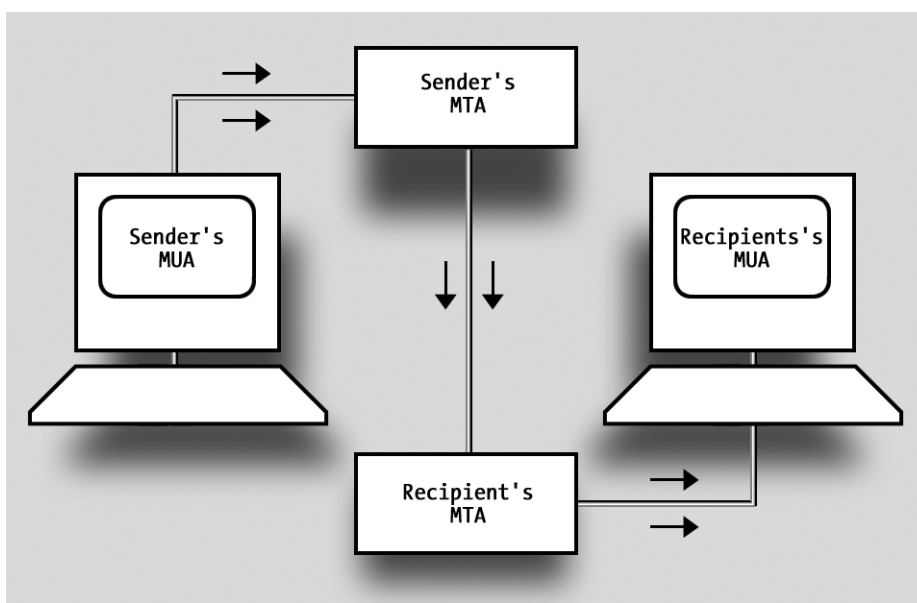 Sender's
MTA
Sender's
MUA
Recipients's
MUA
Recipient's
MTA